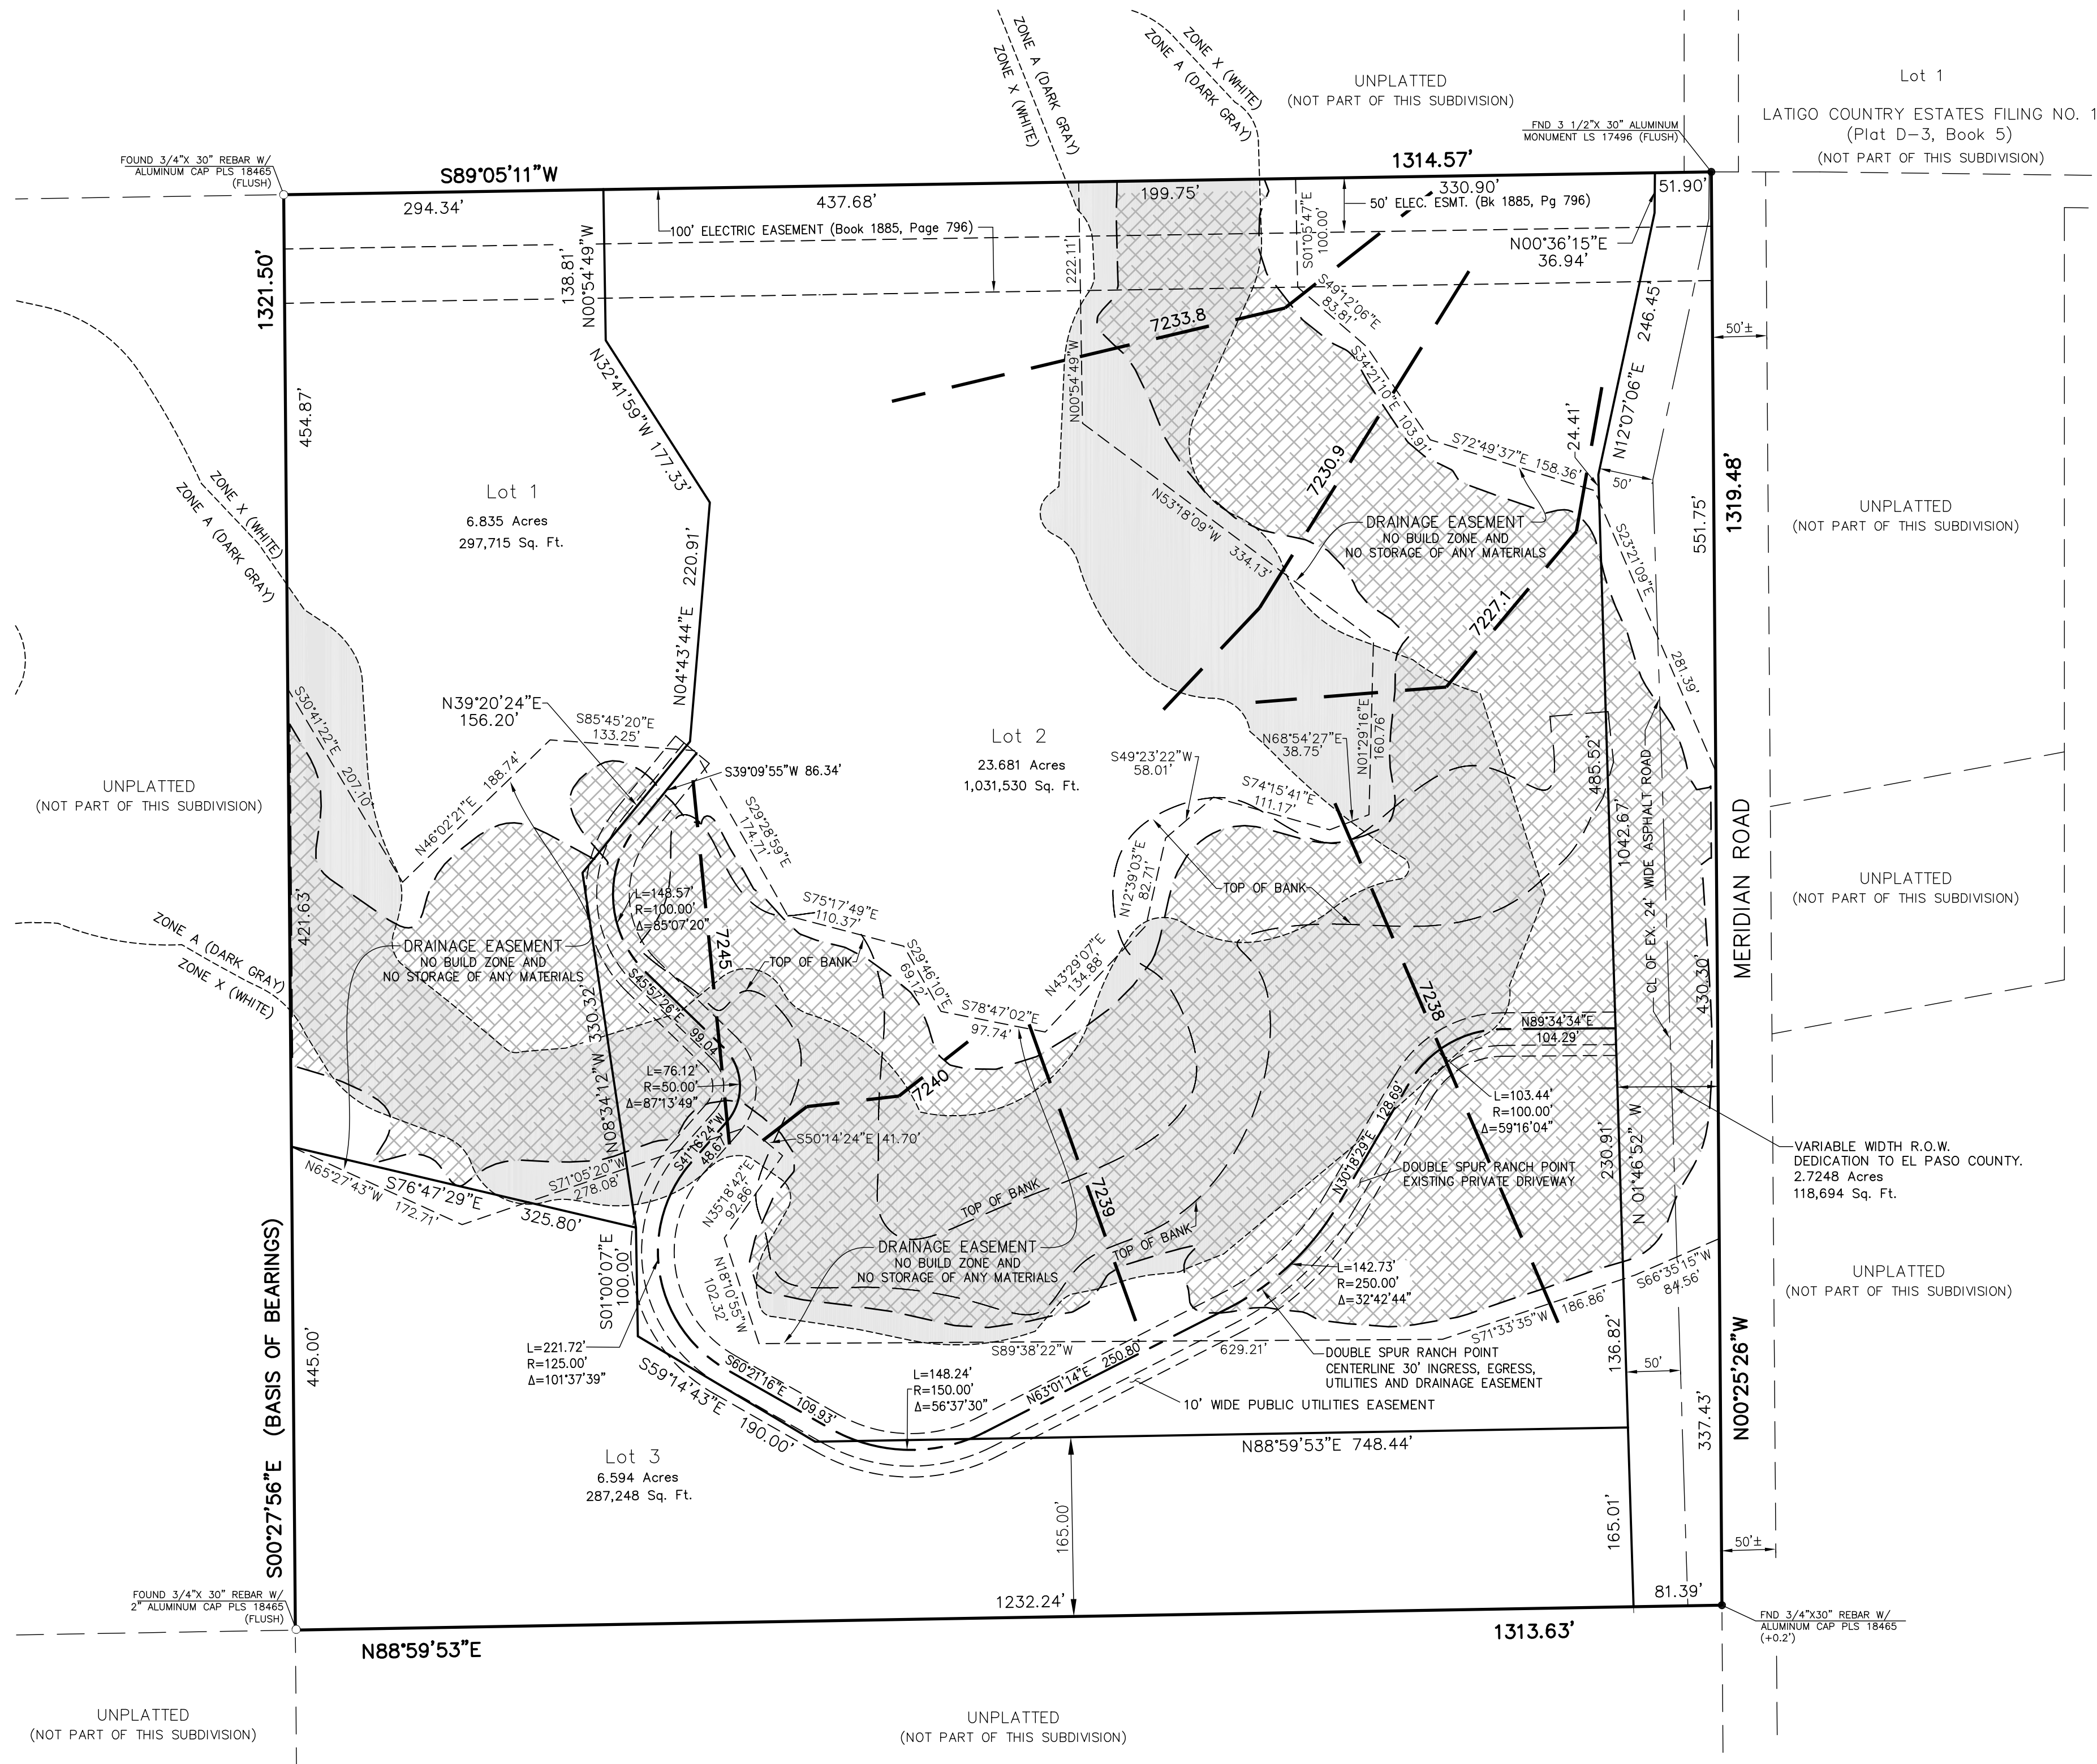 ZONE A (DARK GRAY)
ZONE X (WHITE)
ZONE X (WHITE)
ZONE A (DARK GRAY)
UNPLATTED
(NOT PART OF THIS SUBDIVISION)
Lot 1
LATIGO COUNTRY ESTATES FILING NO. 1
(Plat D-3, Book 5)
(NOT PART OF THIS SUBDIVISION)
FND 3 1/2"X 30" ALUMINUM
MONUMENT LS 17496 (FLUSH)
FOUND 3/4"X 30" REBAR W/
ALUMINUM CAP PLS 18465
(FLUSH)
S89°05'11"W
1314.57'
294.34'
437.68'
199.75'
330.90'
51.90'
100' ELECTRIC EASEMENT (Book 1885, Page 796)
50' ELEC. ESMT. (Bk 1885, Pg 796)
N00°36'15"E
36.94'
1321.50'
138.81'
N00°54'49"W
222.11'
N00°54'49"W
S01°05'47"E
100.00'
S49°12'06"E
83.81'
7233.8
246.45'
N12°07'06"E
50'±
N32°41'59"W 177.33'
S34°21'10"E 103.91'
454.87'
24.41'
S72°49'37"E 158.36'
50'
7230.9
1319.48'
551.75'
Lot 1
6.835 Acres
297,715 Sq. Ft.
ZONE X (WHITE)
ZONE A (DARK GRAY)
N53°18'09"W 334.13'
DRAINAGE EASEMENT
NO BUILD ZONE AND
NO STORAGE OF ANY MATERIALS
UNPLATTED
(NOT PART OF THIS SUBDIVISION)
S23°21'09"E
281.39'
N04°43'44"E 220.91'
7227.1
S30°41'22"E 207.10'
N39°20'24"E
156.20'
S85°45'20"E
133.25'
N46°02'21"E 188.74'
S39°09'55"W 86.34'
Lot 2
23.681 Acres
1,031,530 Sq. Ft.
N68°54'27"E
38.75'
N01°29'16"E
160.76'
S49°23'22"W
58.01'
S74°15'41"E
111.17'
485.52'
1042.67'
CL OF EX. 24' WIDE ASPHALT ROAD
MERIDIAN ROAD
UNPLATTED
(NOT PART OF THIS SUBDIVISION)
S29°28'59"E
174.71'
N12°39'03"E
82.71'
TOP OF BANK
UNPLATTED
(NOT PART OF THIS SUBDIVISION)
421.63'
L=148.57'
R=100.00'
Δ=85°07'20"
S75°17'49"E
110.37'
ZONE A (DARK GRAY)
ZONE X (WHITE)
DRAINAGE EASEMENT
NO BUILD ZONE AND
NO STORAGE OF ANY MATERIALS
7245
TOP OF BANK
S29°46'10"E
69.12'
N43°29'07"E
134.88'
S45°57'26"E 99.04'
S78°47'02"E
97.74'
7238
430.30'
N89°34'34"E
104.29'
N08°34'12"W 330.32'
L=76.12'
R=50.00'
Δ=87°13'49"
7240
L=103.44'
R=100.00'
Δ=59°16'04"
S50°14'24"E 41.70'
N30°18'29"E 128.69'
VARIABLE WIDTH R.O.W.
DEDICATION TO EL PASO COUNTY.
2.7248 Acres
118,694 Sq. Ft.
N65°27'43"W
172.71'
S76°47'29"E
325.80'
S71°05'20"W
278.08'
N35°18'42"E
92.86'
DOUBLE SPUR RANCH POINT
EXISTING PRIVATE DRIVEWAY
230.91'
N 01°46'52" W
7239
TOP OF BANK
TOP OF BANK
DRAINAGE EASEMENT
NO BUILD ZONE AND
NO STORAGE OF ANY MATERIALS
S01°00'07"E
100.00'
N18°10'55"W
102.32'
L=142.73'
R=250.00'
Δ=32°42'44"
S66°35'15"W
84.56'
UNPLATTED
(NOT PART OF THIS SUBDIVISION)
S71°33'35"W 186.86'
L=221.72'
R=125.00'
Δ=101°37'39"
S89°38'22"W
629.21'
DOUBLE SPUR RANCH POINT
CENTERLINE 30' INGRESS, EGRESS,
UTILITIES AND DRAINAGE EASEMENT
136.82'
50'
445.00'
S60°21'16"E 109.93'
S59°14'43"E 190.00'
L=148.24'
R=150.00'
Δ=56°37'30"
N63°01'14"E 250.80'
10' WIDE PUBLIC UTILITIES EASEMENT
N88°59'53"E 748.44'
337.43'
N00°25'26"W
S00°27'56"E (BASIS OF BEARINGS)
Lot 3
6.594 Acres
287,248 Sq. Ft.
165.00'
165.01'
50'±
FOUND 3/4"X 30" REBAR W/
2" ALUMINUM CAP PLS 18465
(FLUSH)
1232.24'
81.39'
N88°59'53"E
1313.63'
FND 3/4"X30" REBAR W/
ALUMINUM CAP PLS 18465
(+0.2')
UNPLATTED
(NOT PART OF THIS SUBDIVISION)
UNPLATTED
(NOT PART OF THIS SUBDIVISION)